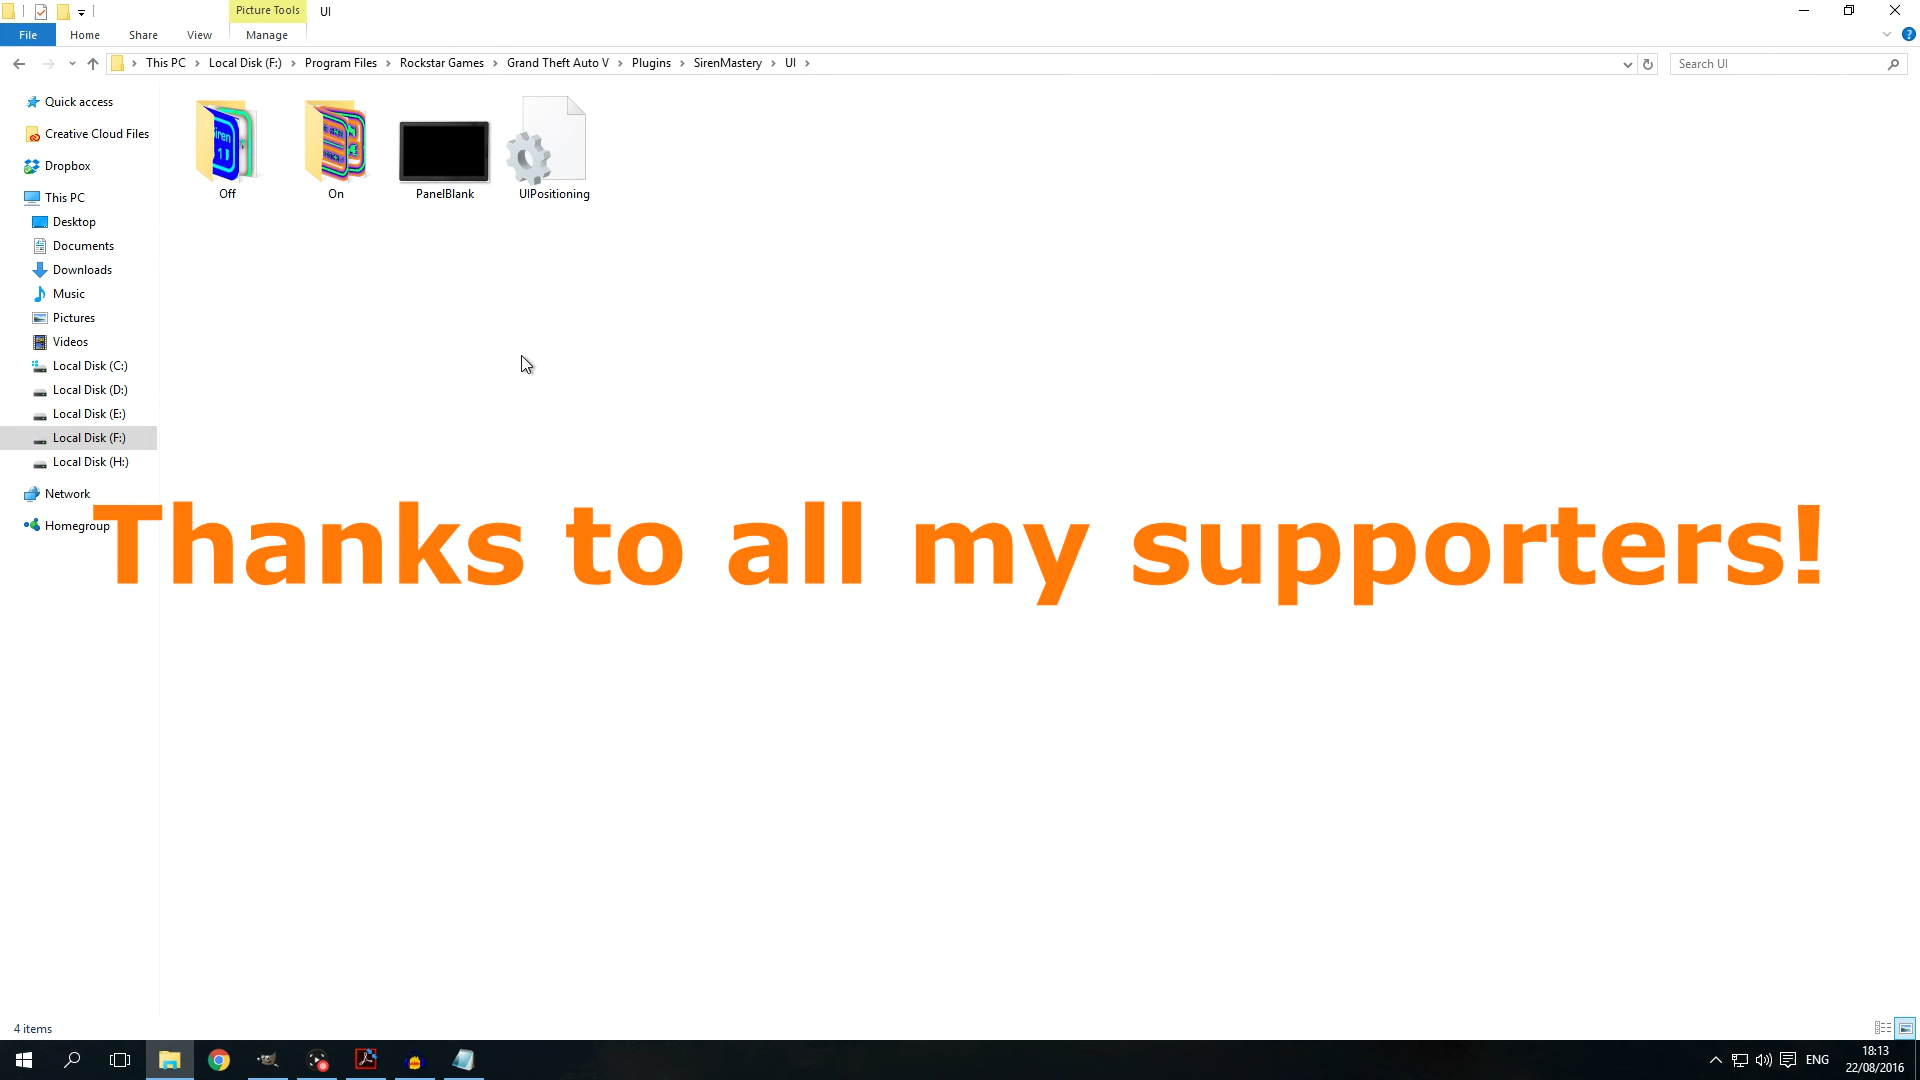 Picture Tools
UI
File
Home
Share
View
Manage
This PC
Local Disk (F:)
Program Files
Rockstar Games
Grand Theft Auto V
Plugins
SirenMastery
UI
Search UI
Quick access
Creative Cloud Files
Dropbox
This PC
Desktop
Documents
Downloads
Music
Pictures
Videos
Local Disk (C:)
Local Disk (D:)
Local Disk (E:)
Local Disk (F:)
Local Disk (H:)
Network
Homegroup
Off
On
PanelBlank
UIPositioning
Thanks to all my supporters!
4 items
ENG
18:13
22/08/2016